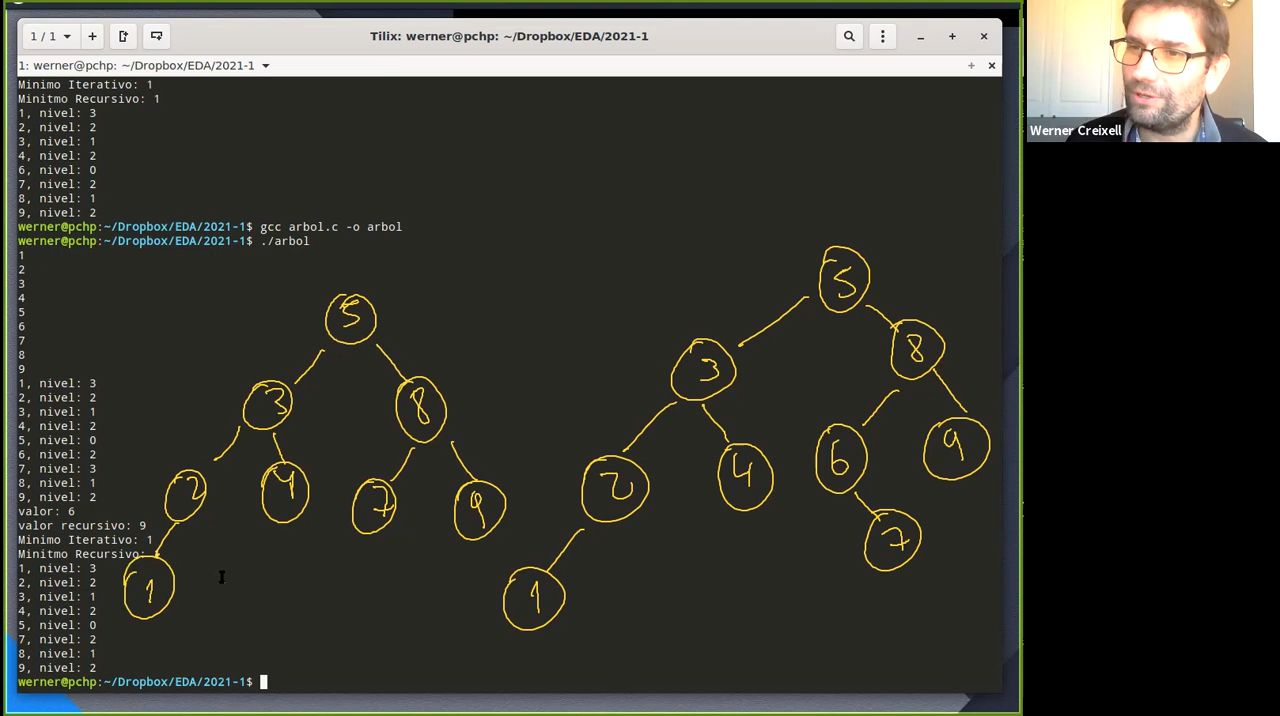 1 / 1
Tilix: werner@pchp: ~/Dropbox/EDA/2021-1
1: werner@pchp: ~/Dropbox/EDA/2021-1
Minimo Iterativo: 1
Minitmo Recursivo: 1
1, nivel: 3
2, nivel: 2
3, nivel: 1
4, nivel: 2
6, nivel: 0
7, nivel: 2
8, nivel: 1
9, nivel: 2
werner@pchp:~/Dropbox/EDA/2021-1$ gcc arbol.c -o arbol
werner@pchp:~/Dropbox/EDA/2021-1$ ./arbol
1
2
3
4
5
6
7
8
9
1, nivel: 3
2, nivel: 2
3, nivel: 1
4, nivel: 2
5, nivel: 0
6, nivel: 2
7, nivel: 3
8, nivel: 1
9, nivel: 2
valor: 6
valor recursivo: 9
Minimo Iterativo: 1
Minitmo Recursivo:
1, nivel: 3
2, nivel: 2
3, nivel: 1
4, nivel: 2
5, nivel: 0
7, nivel: 2
8, nivel: 1
9, nivel: 2
werner@pchp:~/Dropbox/EDA/2021-1$
5
3 8
2 4 7 9
1
5
3 8
2 4 6 9
1 7
Werner Creixell